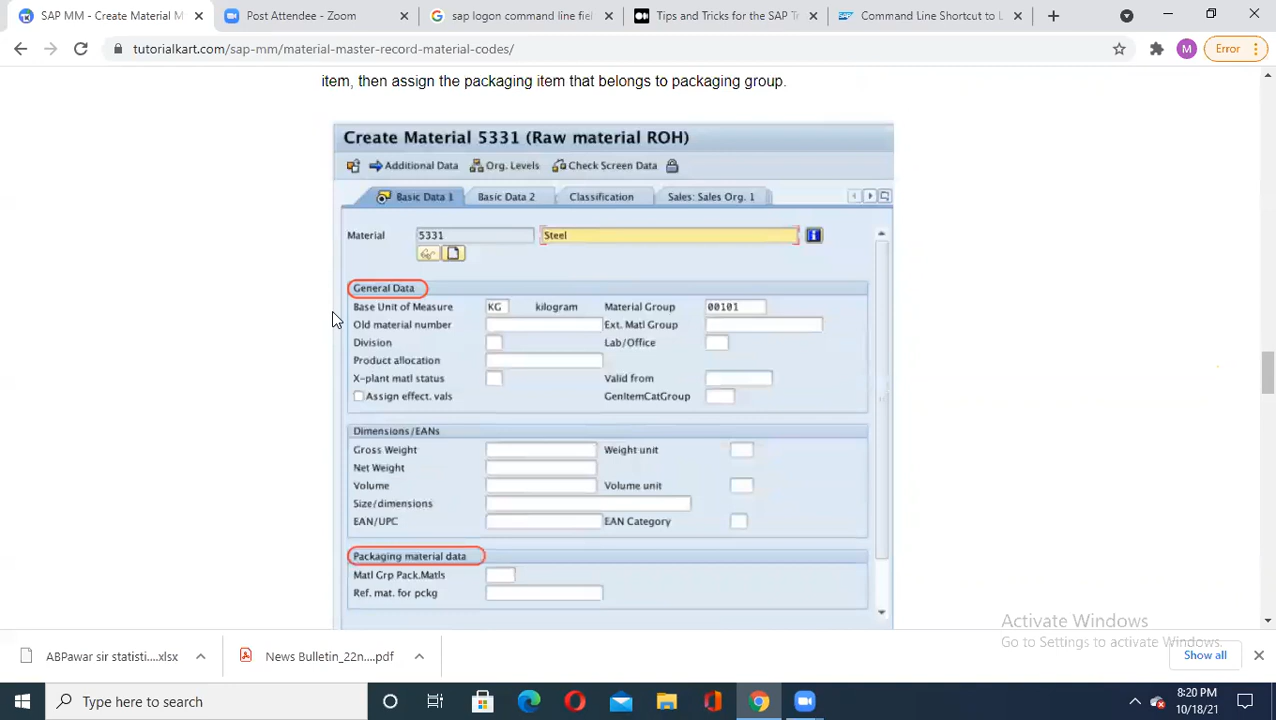 SAP MM - Create Material M
Post Attendee - Zoom
sap logon command line fiel
Tips and Tricks for the SAP T
Command Line Shortcut to L
tutorialkart.com/sap-mm/material-master-record-material-codes/
M
Error
item, then assign the packaging item that belongs to packaging group.
Create Material 5331 (Raw material ROH)
Additional Data
Org. Levels
Check Screen Data
Basic Data 1
Basic Data 2
Classification
Sales: Sales Org. 1
Material
5331
Steel
General Data
Base Unit of Measure
KG
kilogram
Material Group
00101
Old material number
Ext. Matl Group
Division
Lab/Office
Product allocation
X-plant matl status
Valid from
Assign effect. vals
GenItemCatGroup
Dimensions/EANs
Gross Weight
Weight unit
Net Weight
Volume
Volume unit
Size/dimensions
EAN/UPC
EAN Category
Packaging material data
Matl Grp Pack.Matls
Ref. mat. for pckg
Activate Windows
Go to Settings to activate Windows.
ABPawar sir statisti....xlsx
News Bulletin_22n....pdf
Show all
Type here to search
8:20 PM
10/18/21